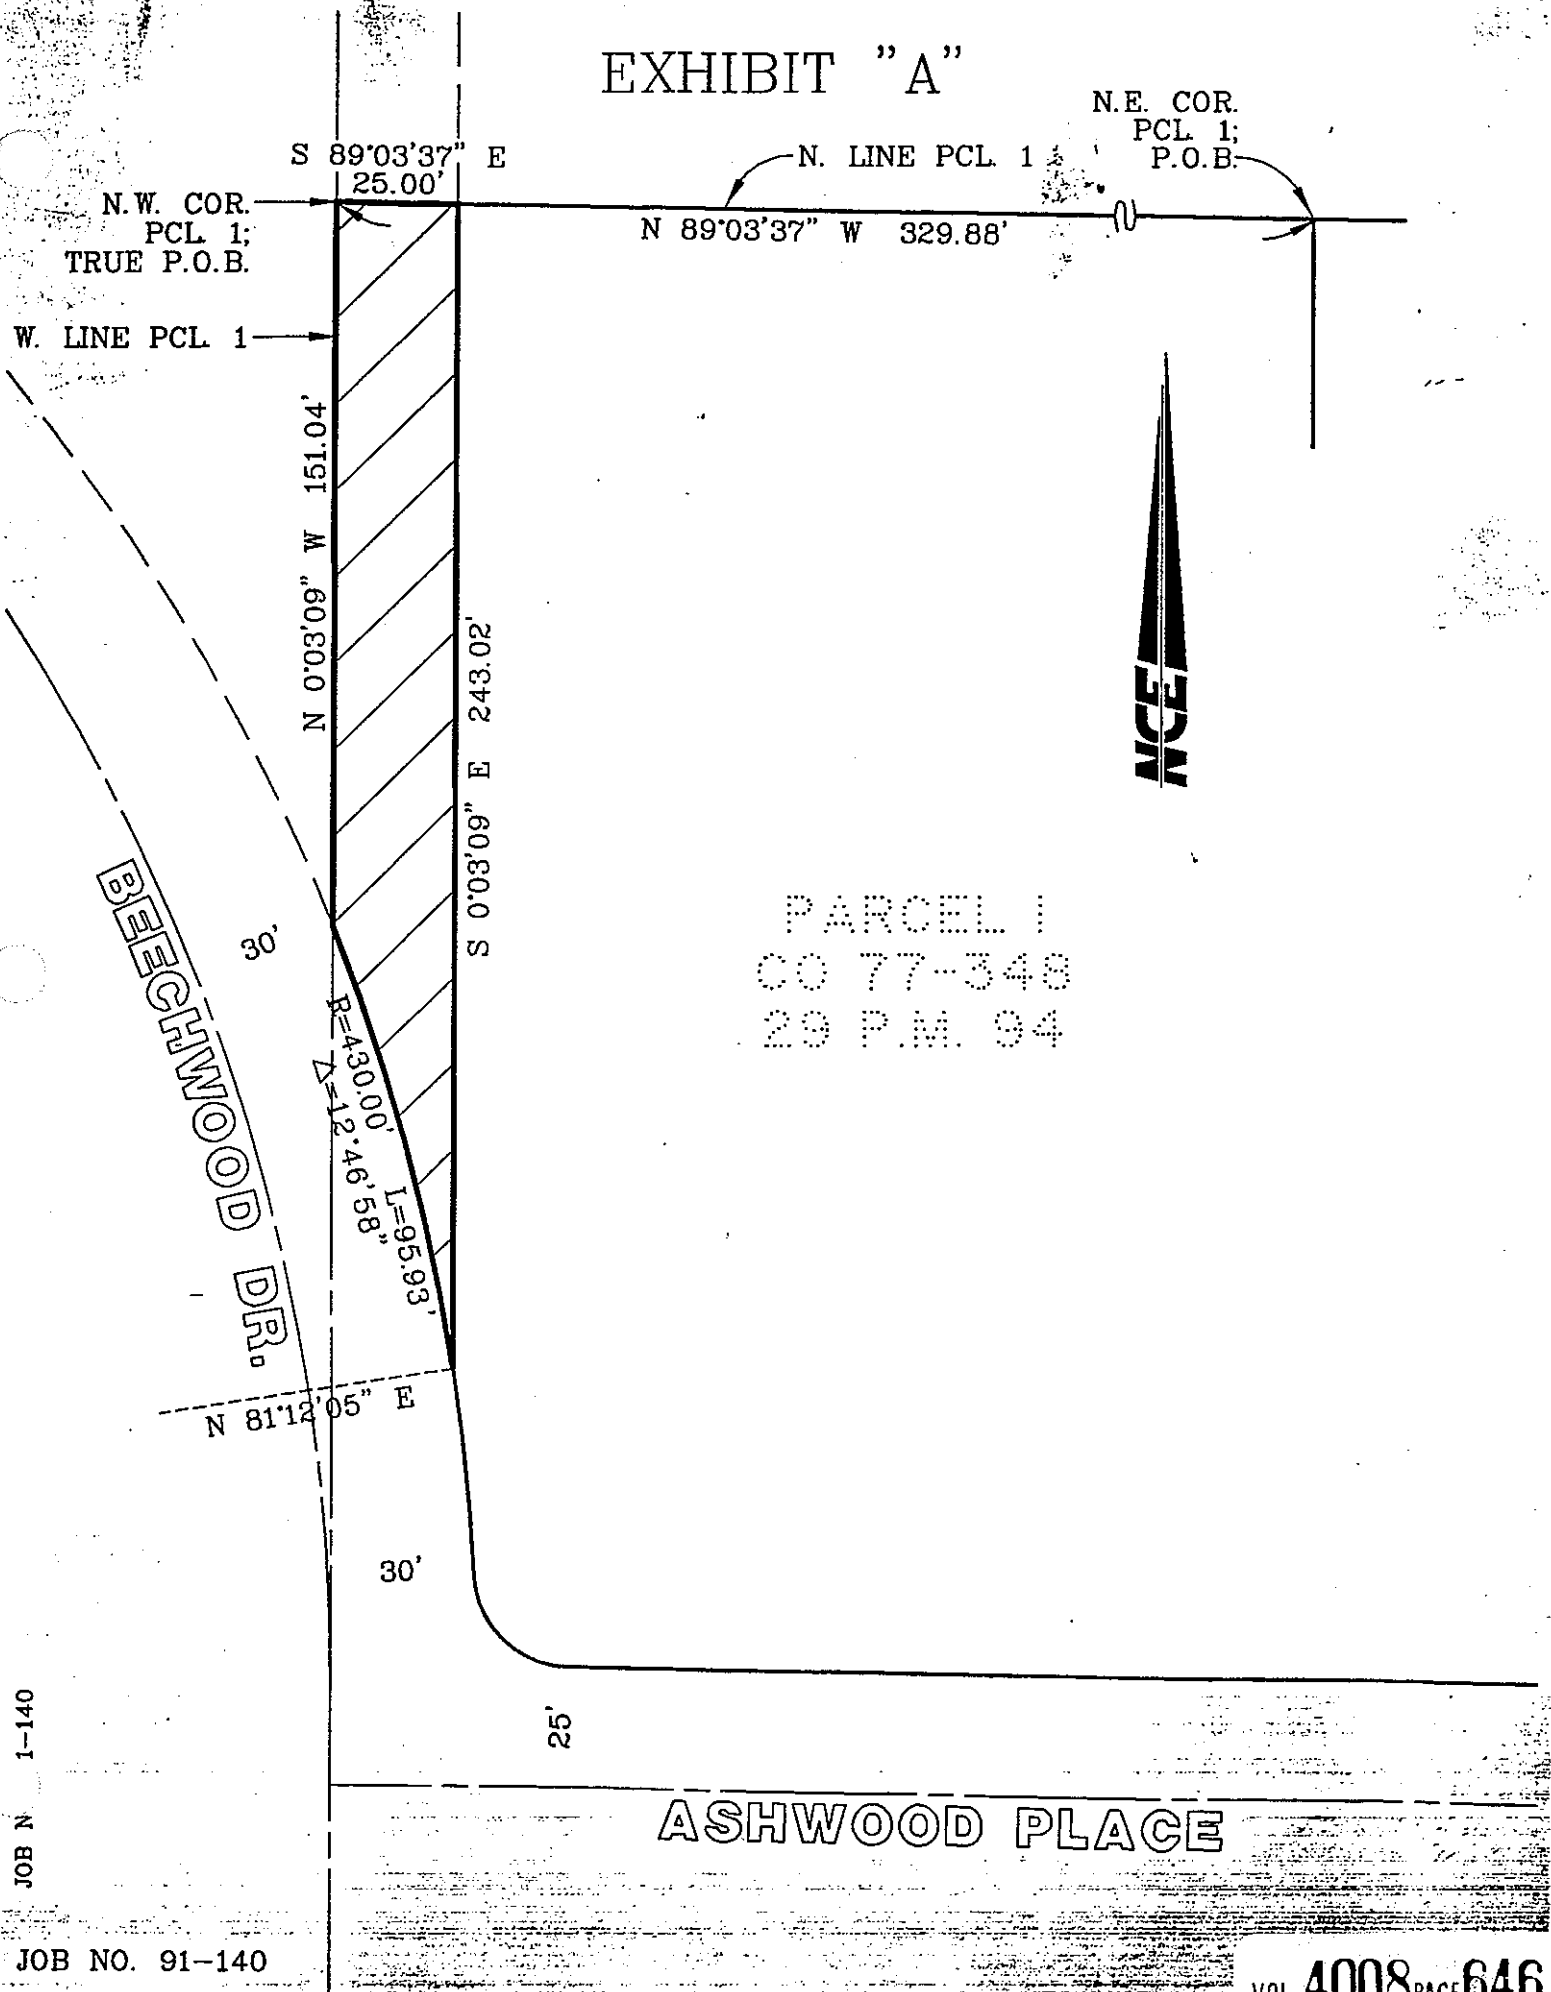 EXHIBIT "A"
N.E. COR.
PCL 1;
P.O.B.
S 89°03'37" E
25.00'
N. LINE PCL 1
N.W. COR.
PCL 1;
TRUE P.O.B.
N 89°03'37" W 329.88'
W. LINE PCL 1
N 0°03'09" W 151.04'
S 0°03'09" E 243.02'
NCE
PARCEL 1
CO 77-348
29 P.M. 94
BEECHWOOD DR.
30'
R=430.00'
Δ=12°46'58"
L=95.93'
N 81°12'05" E
30'
25'
ASHWOOD PLACE
JOB N 1-140
JOB NO. 91-140
VOL 4008 PAGE 646